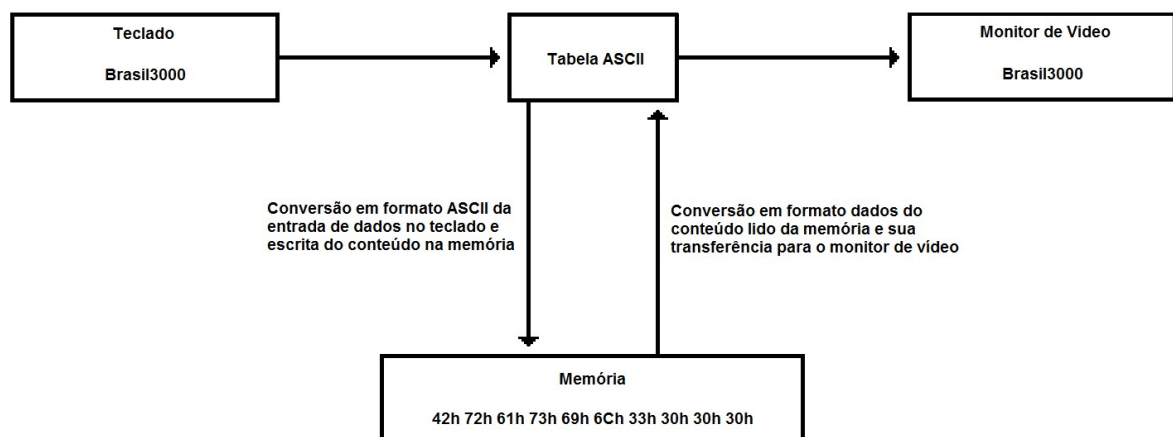 Teclado
Brasil3000
Tabela ASCII
Monitor de Video
Brasil3000
Conversão em formato ASCII da
entrada de dados no teclado e
escrita do conteúdo na memória
Conversão em formato dados do
conteúdo lido da memória e sua
transferência para o monitor de vídeo
Memória
42h 72h 61h 73h 69h 6Ch 33h 30h 30h 30h